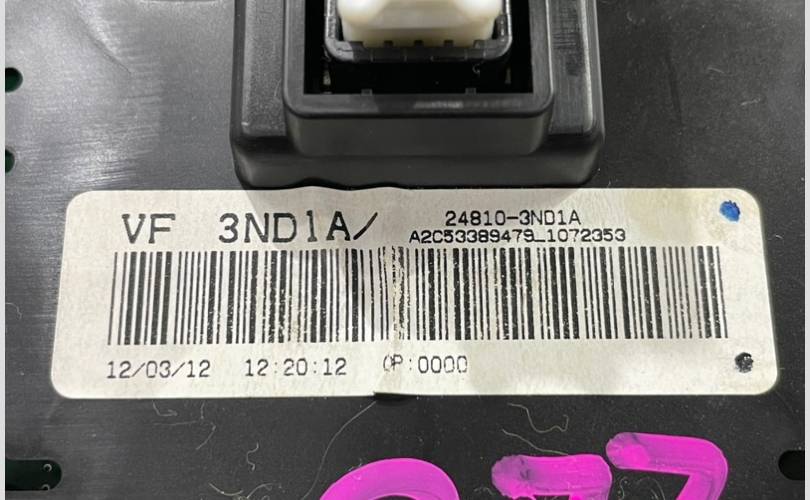 VF 3ND1A/
24810-3ND1A
A2C53389479_1072353
12/03/12 12:20:12 OP:0000